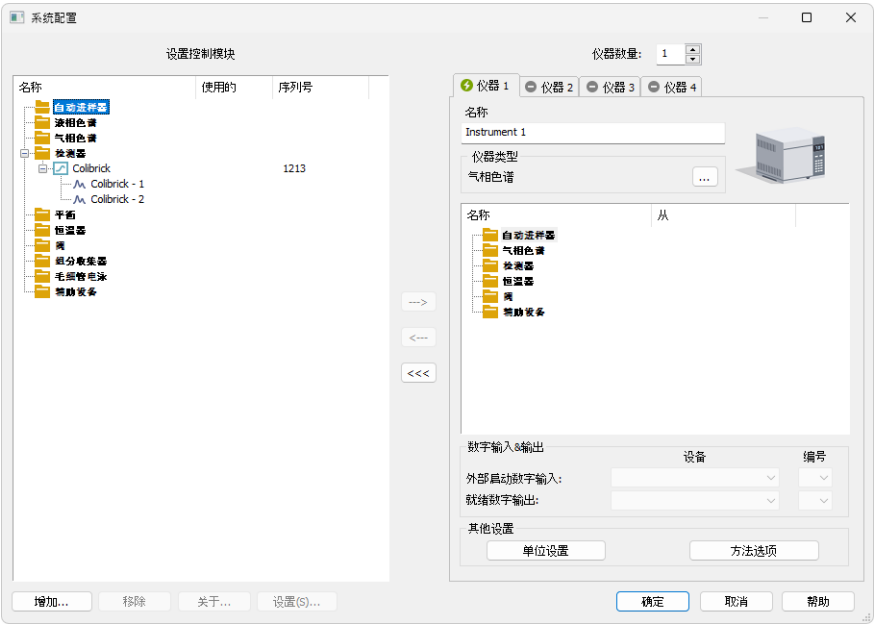 系统配置
设置控制模块
仪器数量: 1
名称 使用的 序列号
自动进样器
液相色谱
气相色谱
检测器
Colibrick 1213
Colibrick - 1
Colibrick - 2
平衡
恒温器
阀
组分收集器
毛细管电泳
辅助设备
--->
<---
<<<
仪器 1 仪器 2 仪器 3 仪器 4
名称
Instrument 1
仪器类型
气相色谱 ...
名称 从
自动进样器
气相色谱
检测器
恒温器
阀
辅助设备
数字输入&输出
设备 编号
外部启动数字输入:
就绪数字输出:
其他设置
单位设置 方法选项
增加... 移除 关于... 设置(S)... 确定 取消 帮助